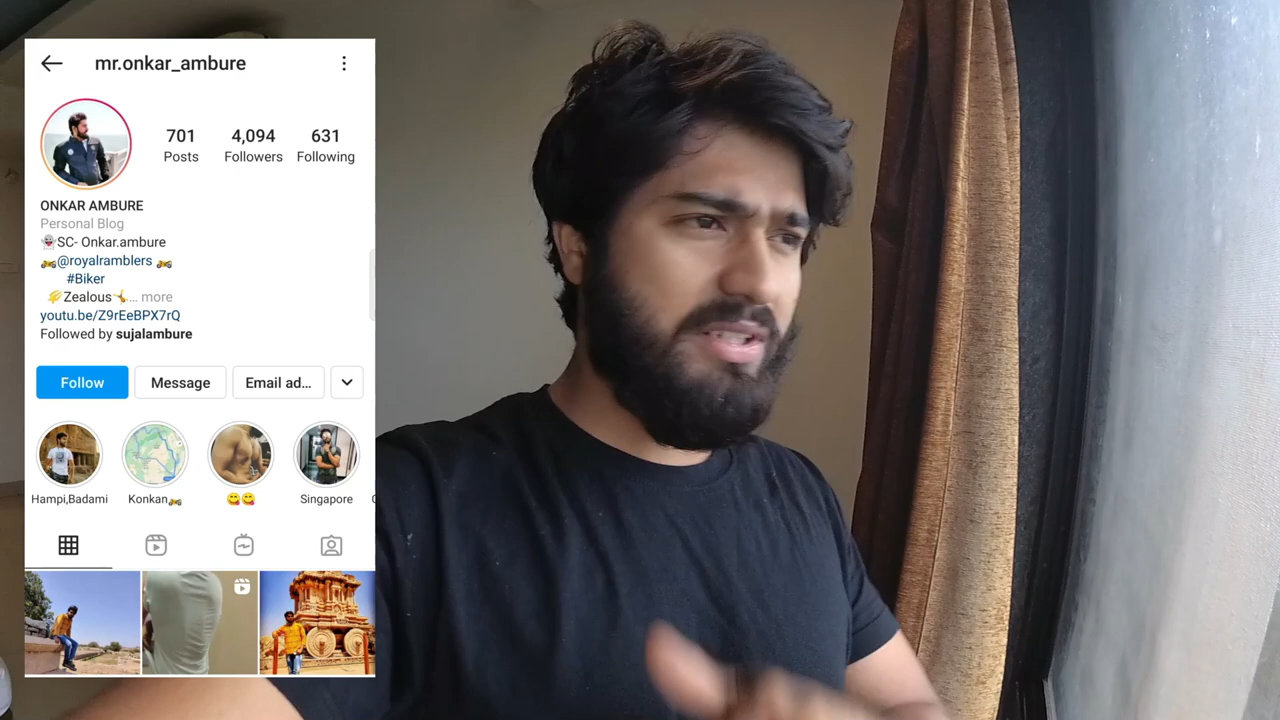 mr.onkar_ambure
701 4,094 631
Posts Followers Following
ONKAR AMBURE
Personal Blog
👻SC- Onkar.ambure
🏍️@royalramblers 🏍️
#Biker
🌾Zealous🤸... more
youtu.be/Z9rEeBPX7rQ
Followed by sujalambure
Follow Message Email ad...
Hampi,Badami Konkan🏍️ 😋😋 Singapore